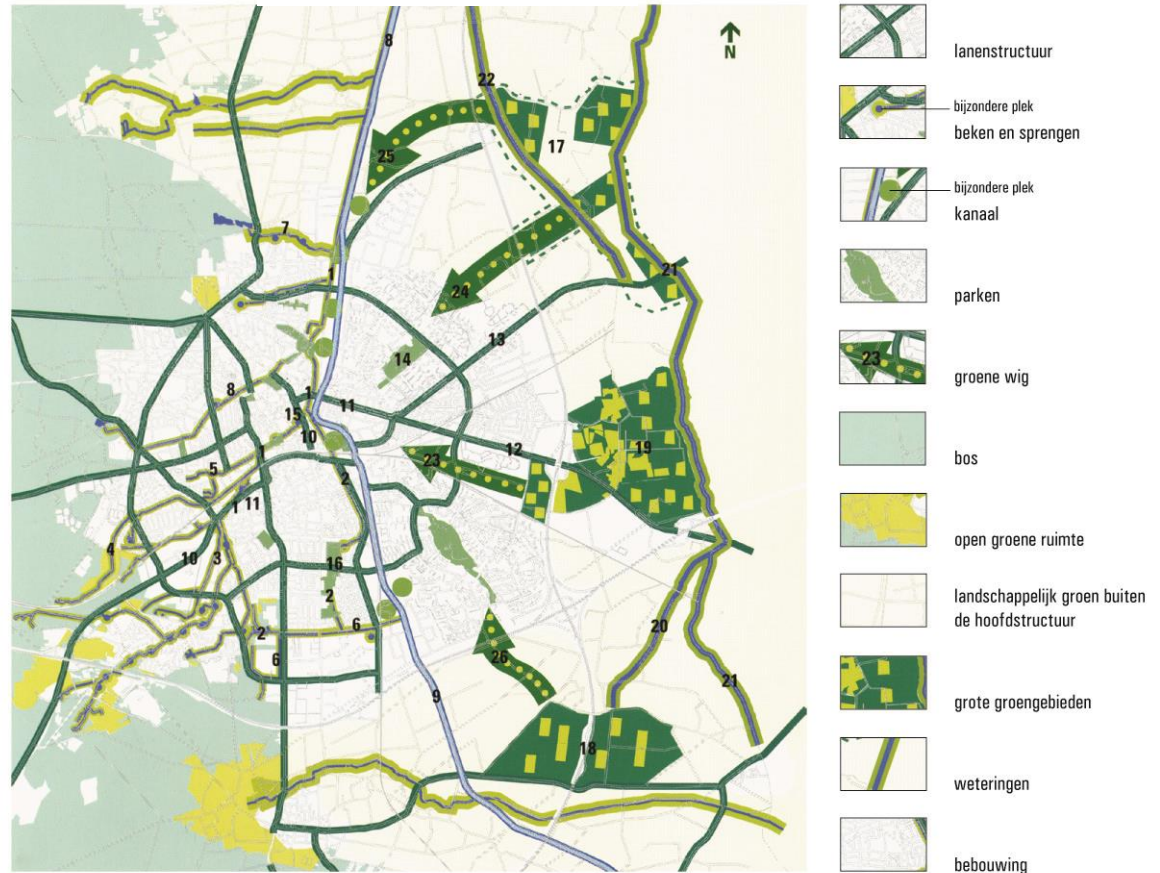 8
N
22
25
17
7
1
24
21
13
14
8
1
11
15
10
12
19
23
2
1
5
1
11
4
10
3
16
2
6
2
20
6
26
9
21
18
lanenstructuur
bijzondere plek
beken en sprengen
bijzondere plek
kanaal
parken
23
groene wig
bos
open groene ruimte
landschappelijk groen buiten
de hoofdstructuur
grote groengebieden
weteringen
bebouwing